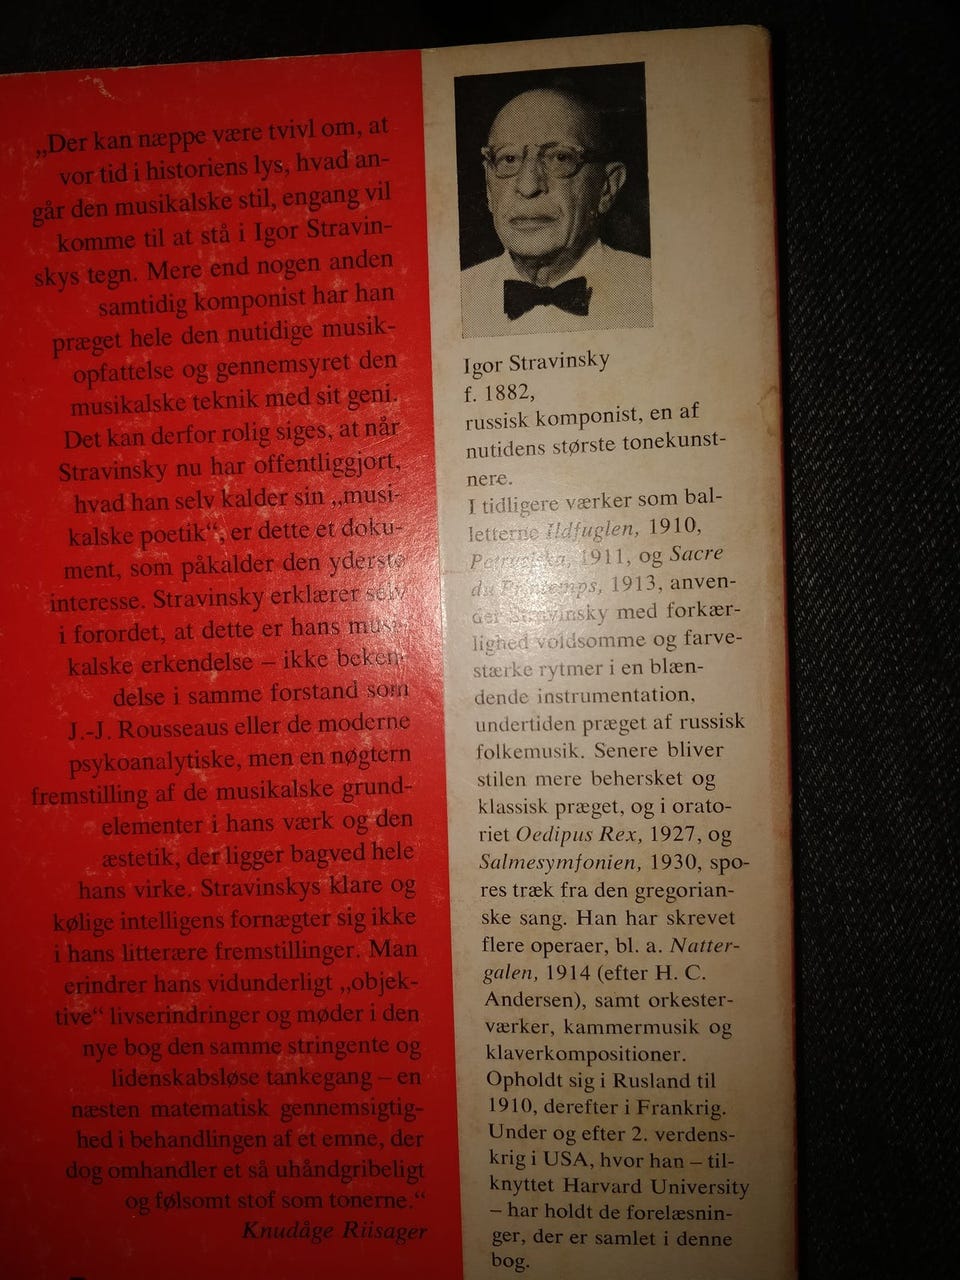 „Der kan næppe være tvivl om, at
vor tid i historiens lys, hvad an-
går den musikalske stil, engang vil
komme til at stå i Igor Stravin-
skys tegn. Mere end nogen anden
samtidig komponist har han
præget hele den nutidige musik-
opfattelse og gennemsyret den
musikalske teknik med sit geni.
Det kan derfor rolig siges, at når
Stravinsky nu har offentliggjort,
hvad han selv kalder sin „musi-
kalske poetik“, er dette et doku-
ment, som påkalder den yderste
interesse. Stravinsky erklærer selv
i forordet, at dette er hans musi-
kalske erkendelse – ikke beken-
delse i samme forstand som
J.-J. Rousseaus eller de moderne
psykoanalytiske, men en nøgtern
fremstilling af de musikalske grund-
elementer i hans værk og den
æstetik, der ligger bagved hele
hans virke. Stravinskys klare og
kølige intelligens fornægter sig ikke
i hans litterære fremstillinger. Man
erindrer hans vidunderligt „objek-
tive“ livserindringer og møder i den
nye bog den samme stringente og
lidenskabsløse tankegang – en
næsten matematisk gennemsigtig-
hed i behandlingen af et emne, der
dog omhandler et så uhåndgribeligt
og følsomt stof som tonerne.“
Knudåge Riisager
Igor Stravinsky
f. 1882,
russisk komponist, en af
nutidens største tonekunst-
nere.
I tidligere værker som bal-
letterne Ildfuglen, 1910,
Petrusjka, 1911, og Sacre
du Printemps, 1913, anven-
der Stravinsky med forkær-
lighed voldsomme og farve-
stærke rytmer i en blæn-
dende instrumentation,
undertiden præget af russisk
folkemusik. Senere bliver
stilen mere behersket og
klassisk præget, og i orato-
riet Oedipus Rex, 1927, og
Salmesymfonien, 1930, spo-
res træk fra den gregorian-
ske sang. Han har skrevet
flere operaer, bl. a. Natter-
galen, 1914 (efter H. C.
Andersen), samt orkester-
værker, kammermusik og
klaverkompositioner.
Opholdt sig i Rusland til
1910, derefter i Frankrig.
Under og efter 2. verdens-
krig i USA, hvor han – til-
knyttet Harvard University
– har holdt de forelæsnin-
ger, der er samlet i denne
bog.